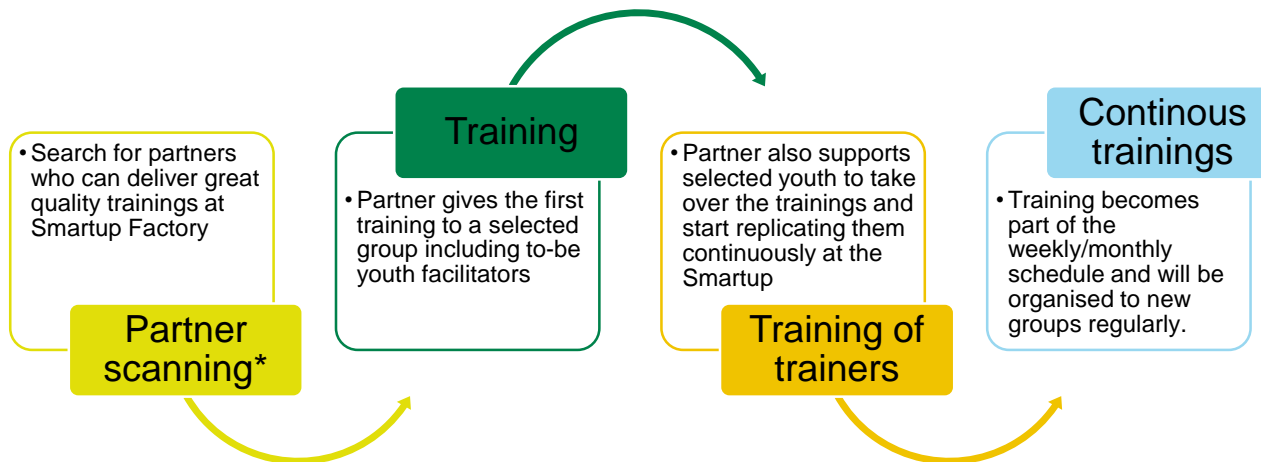 • Search for partners
who can deliver great
quality trainings at
Smartup Factory
Partner
scanning*
Training
• Partner gives the first
training to a selected
group including to-be
youth facilitators
• Partner also supports
selected youth to take
over the trainings and
start replicating them
continuously at the
Smartup
Training of
trainers
Continous
trainings
• Training becomes
part of the
weekly/monthly
schedule and will be
organised to new
groups regularly.